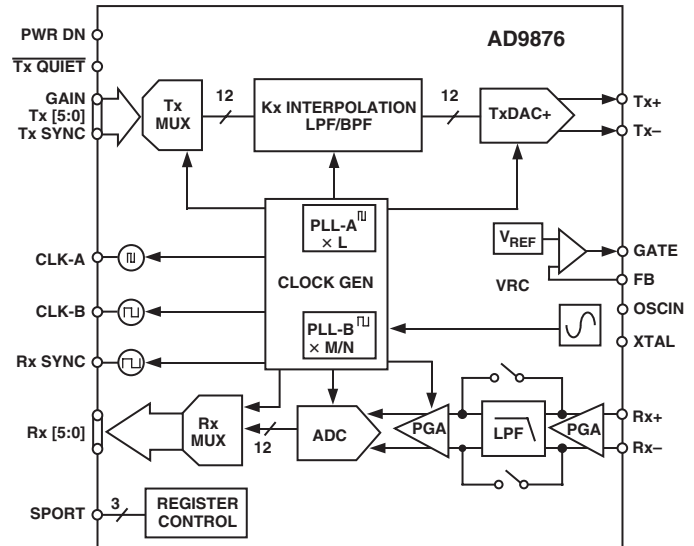 AD9876
PWR DN
Tx QUIET
GAIN
Tx [5:0]
Tx SYNC
Tx
MUX
12
Kx INTERPOLATION
LPF/BPF
12
TxDAC+
Tx+
Tx–
PLL-A
× L
CLOCK GEN
PLL-B
× M/N
VREF
VRC
GATE
FB
OSCIN
XTAL
CLK-A
CLK-B
Rx SYNC
Rx [5:0]
Rx
MUX
12
ADC
PGA
LPF
PGA
Rx+
Rx–
SPORT
3
REGISTER
CONTROL